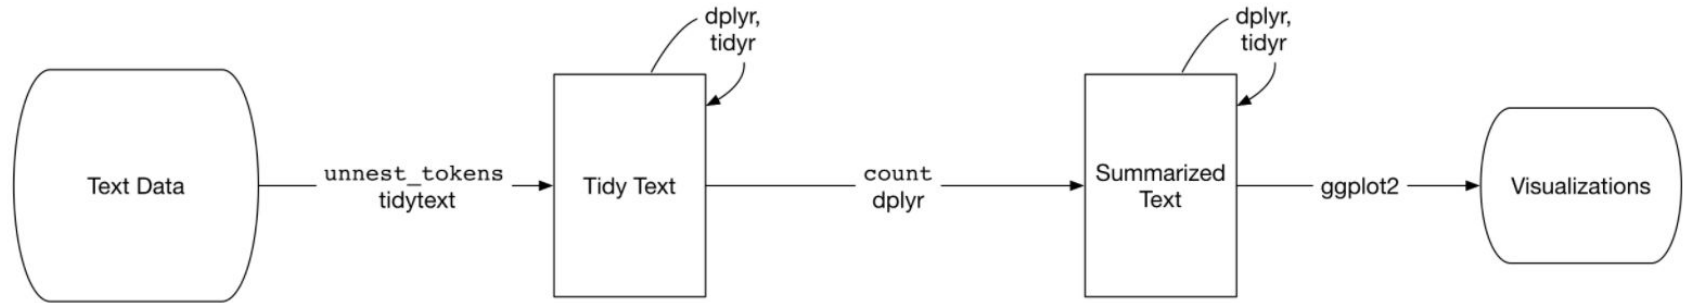 dplyr,
tidyr
dplyr,
tidyr
Text Data
unnest_tokens
tidytext
Tidy Text
count
dplyr
Summarized
Text
ggplot2
Visualizations